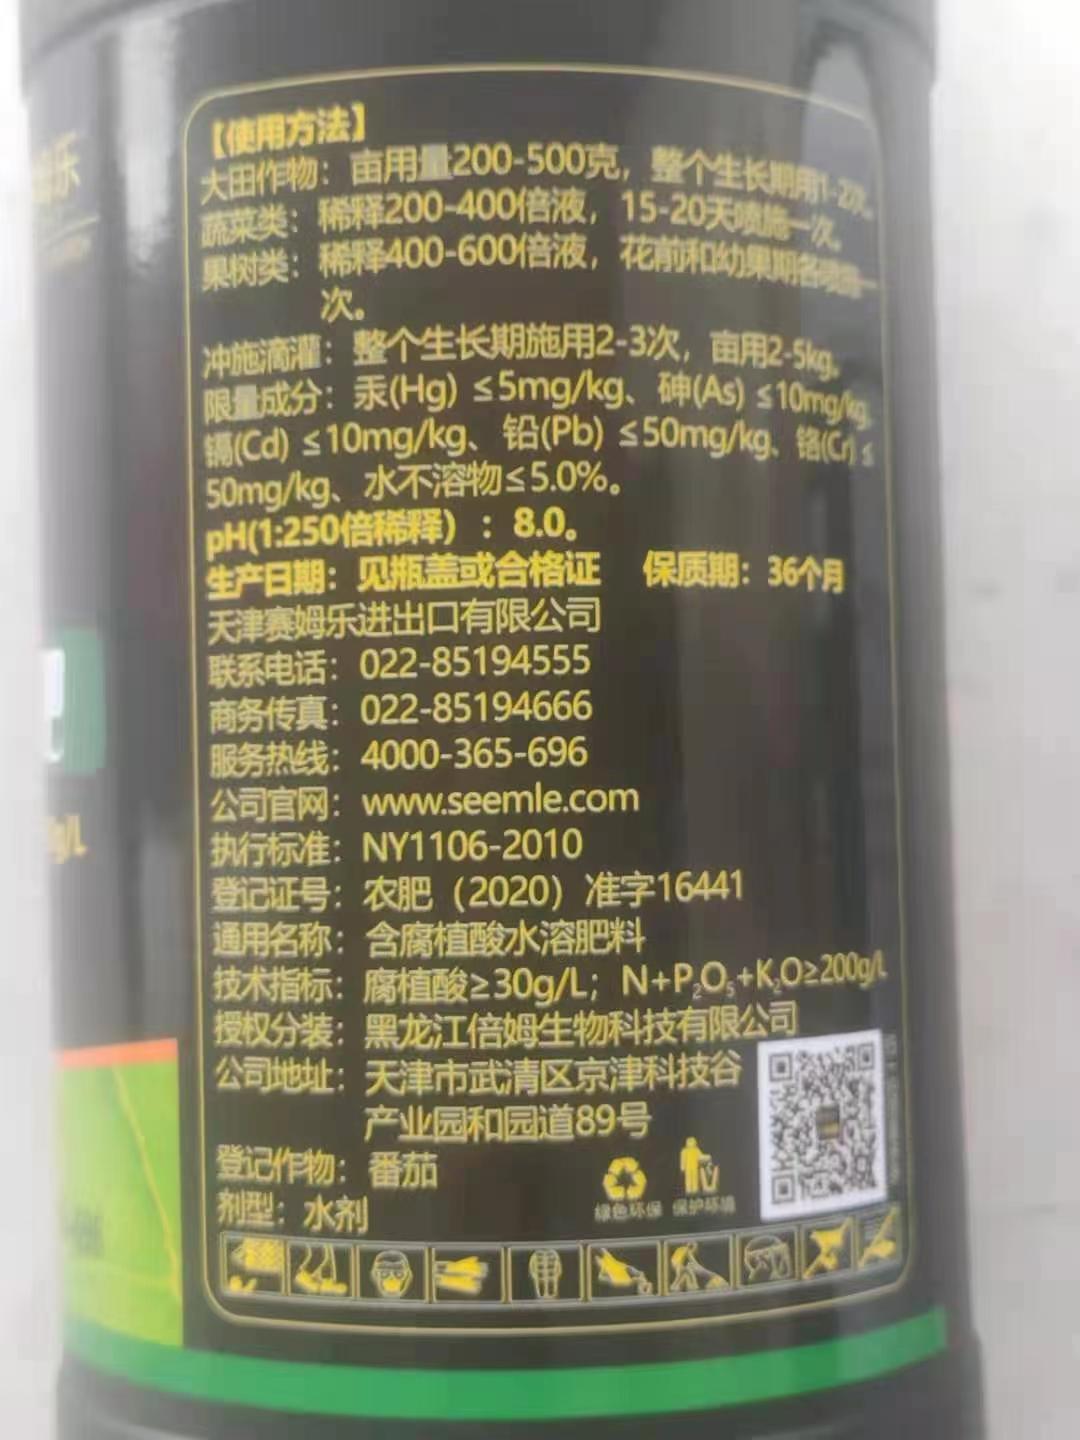 姆乐
【使用方法】
大田作物：亩用量200-500克，整个生长期用1-2次。
蔬菜类：稀释200-400倍液，15-20天喷施一次。
果树类：稀释400-600倍液，花前和幼果期各喷施一
次。
冲施滴灌：整个生长期施用2-3次，亩用2-5kg。
限量成分：汞(Hg) ≤5mg/kg、砷(As) ≤10mg/kg、
镉(Cd) ≤10mg/kg、铅(Pb) ≤50mg/kg、铬(Cr) ≤
50mg/kg、水不溶物≤5.0%。
pH(1:250倍稀释）：8.0。
生产日期：见瓶盖或合格证 保质期：36个月
天津赛姆乐进出口有限公司
联系电话：022-85194555
商务传真：022-85194666
服务热线：4000-365-696
公司官网：www.seemle.com
g/L
执行标准：NY1106-2010
登记证号：农肥（2020）准字16441
通用名称：含腐植酸水溶肥料
技术指标：腐植酸≥30g/L；N+P₂O₅+K₂O≥200g/L
授权分装：黑龙江倍姆生物科技有限公司
公司地址：天津市武清区京津科技谷
产业园和园道89号
登记作物：番茄
剂型：水剂
绿色环保 保护环境